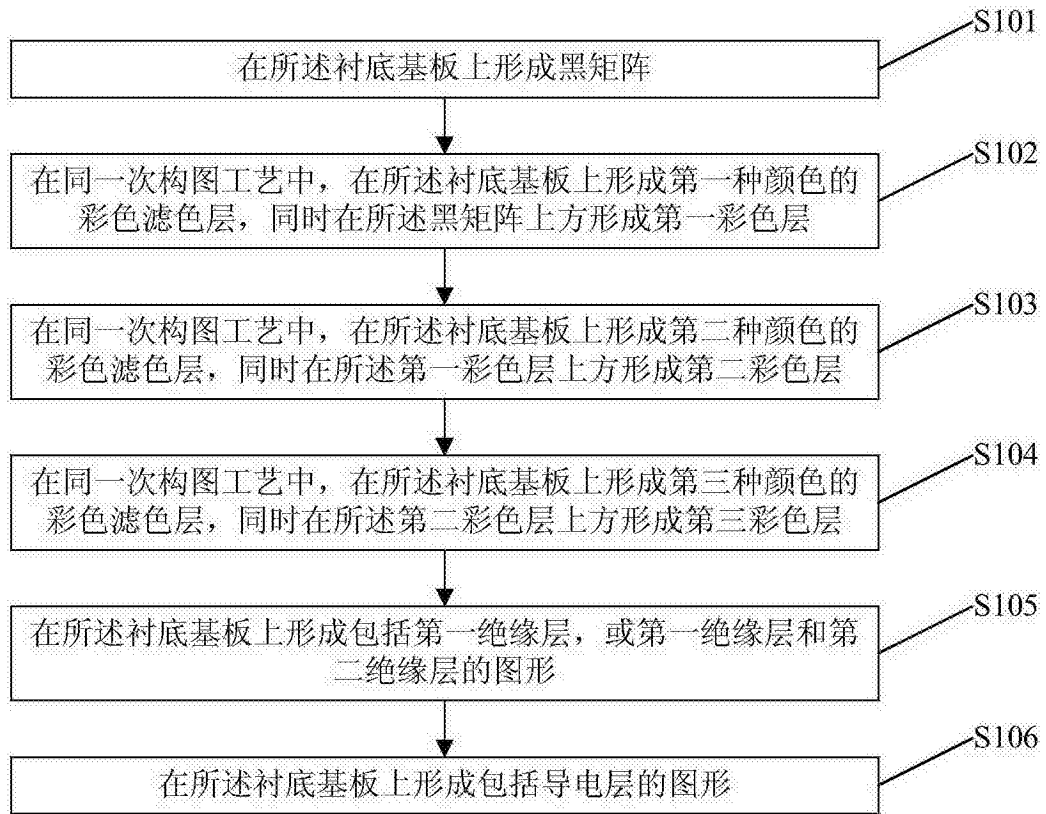 S101
在所述衬底基板上形成黑矩阵
S102
在同一次构图工艺中，在所述衬底基板上形成第一种颜色的
彩色滤色层，同时在所述黑矩阵上方形成第一彩色层
S103
在同一次构图工艺中，在所述衬底基板上形成第二种颜色的
彩色滤色层，同时在所述第一彩色层上方形成第二彩色层
S104
在同一次构图工艺中，在所述衬底基板上形成第三种颜色的
彩色滤色层，同时在所述第二彩色层上方形成第三彩色层
S105
在所述衬底基板上形成包括第一绝缘层，或第一绝缘层和第
二绝缘层的图形
S106
在所述衬底基板上形成包括导电层的图形